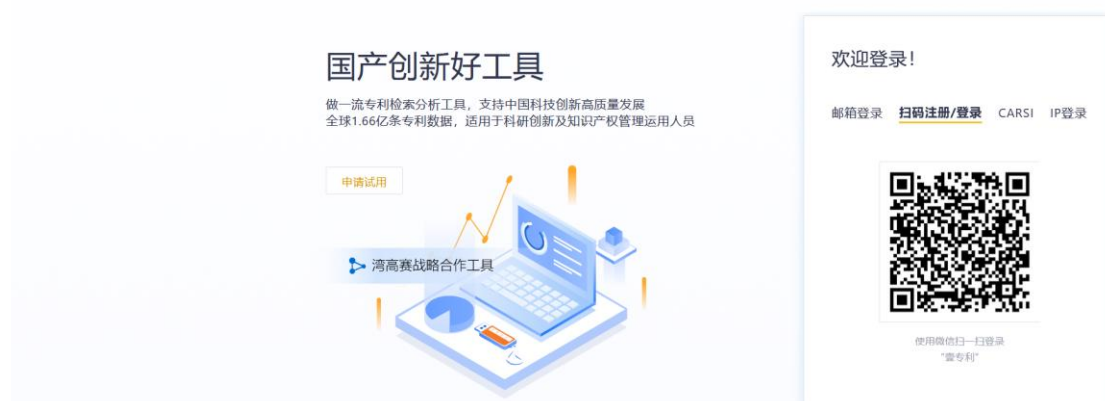 国产创新好工具
做一流专利检索分析工具，支持中国科技创新高质量发展
全球1.66亿条专利数据，适用于科研创新及知识产权管理运用人员
申请试用
湾高赛战略合作工具
欢迎登录！
邮箱登录 扫码注册/登录 CARSI IP登录
使用微信扫一扫登录
“壹专利”